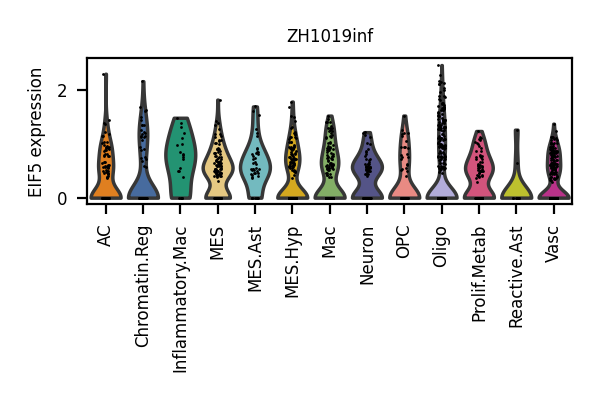 ZH1019inf
EIF5 expression
2
0
AC
Chromatin.Reg
Inflammatory.Mac
MES
MES.Ast
MES.Hyp
Mac
Neuron
OPC
Oligo
Prolif.Metab
Reactive.Ast
Vasc